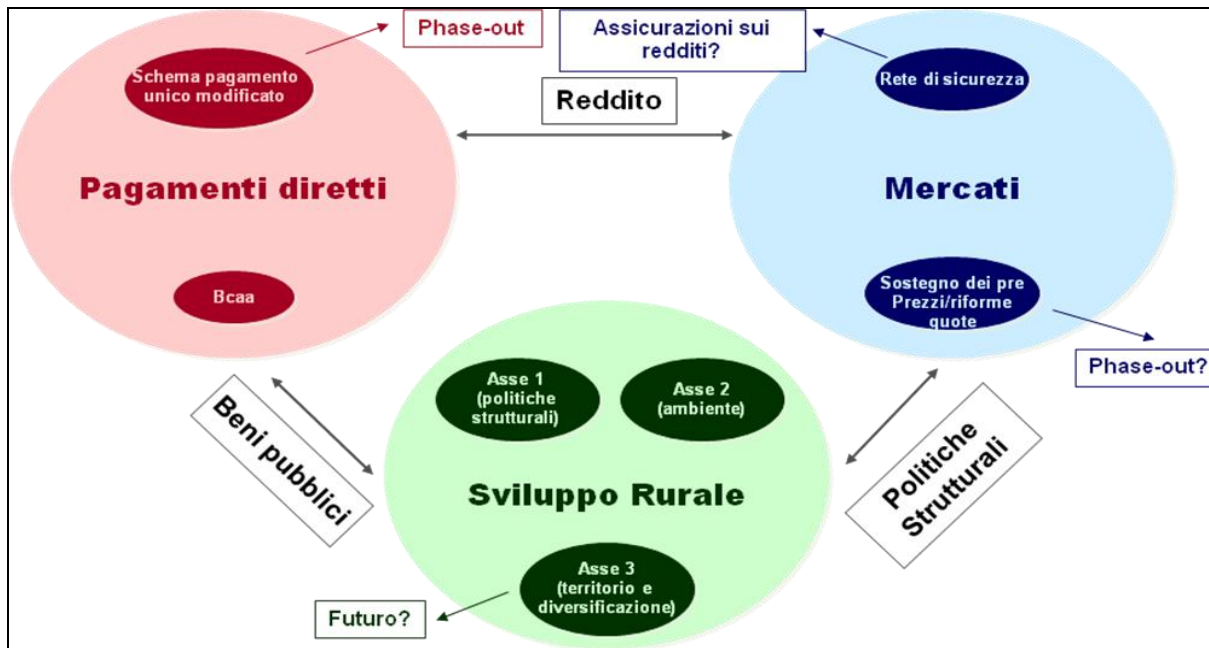 Phase-out
Assicurazioni sui
redditi?
Schema pagamento
unico modificato
Rete di sicurezza
Reddito
Pagamenti diretti
Mercati
Bcaa
Sostegno dei pre
Prezzi/riforme
quote
Phase-out?
Asse 1
(politiche
strutturali)
Asse 2
(ambiente)
Beni pubblici
Politiche
Strutturali
Sviluppo Rurale
Asse 3
(territorio e
diversificazione)
Futuro?